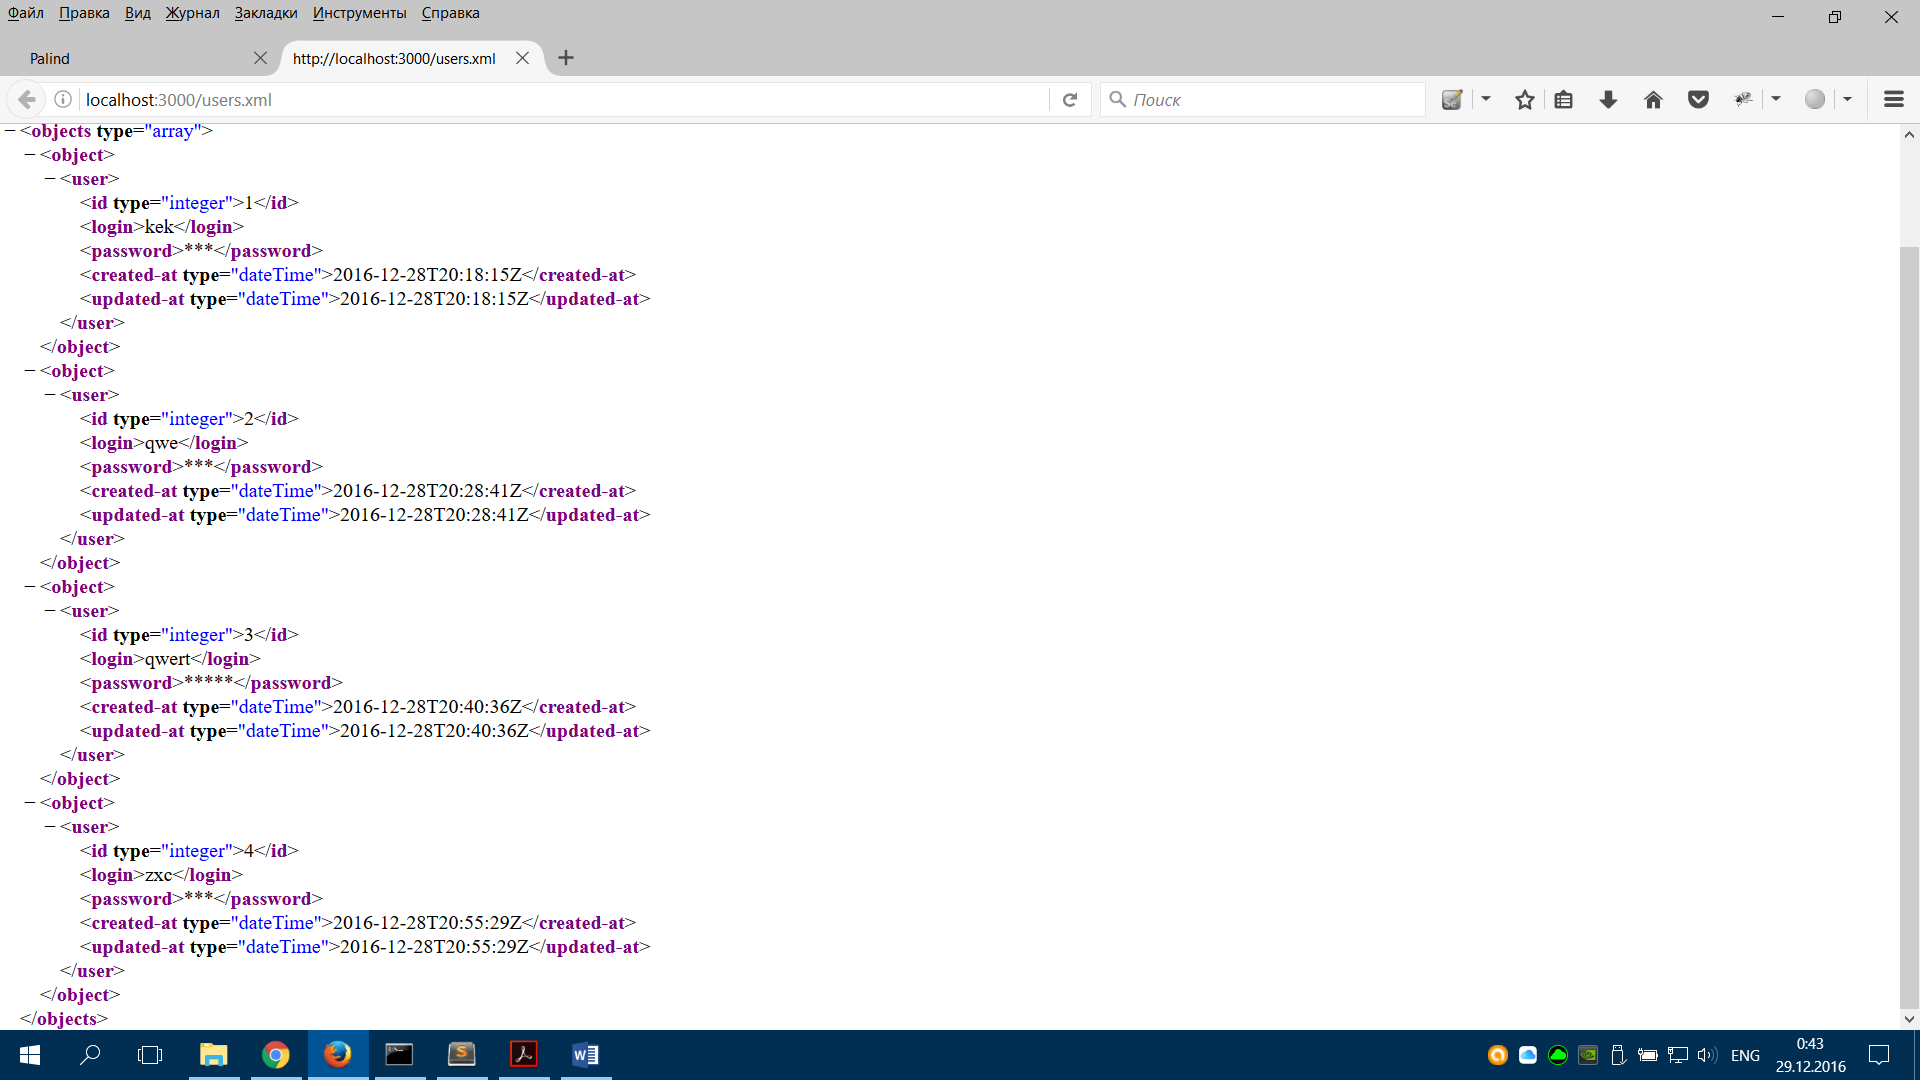 Файл Правка Вид Журнал Закладки Инструменты Справка
Palind
http://localhost:3000/users.xml
localhost:3000/users.xml
Поиск
−<objects type="array">
−<object>
−<user>
<id type="integer">1</id>
<login>kek</login>
<password>***</password>
<created-at type="dateTime">2016-12-28T20:18:15Z</created-at>
<updated-at type="dateTime">2016-12-28T20:18:15Z</updated-at>
</user>
</object>
−<object>
−<user>
<id type="integer">2</id>
<login>qwe</login>
<password>***</password>
<created-at type="dateTime">2016-12-28T20:28:41Z</created-at>
<updated-at type="dateTime">2016-12-28T20:28:41Z</updated-at>
</user>
</object>
−<object>
−<user>
<id type="integer">3</id>
<login>qwert</login>
<password>*****</password>
<created-at type="dateTime">2016-12-28T20:40:36Z</created-at>
<updated-at type="dateTime">2016-12-28T20:40:36Z</updated-at>
</user>
</object>
−<object>
−<user>
<id type="integer">4</id>
<login>zxc</login>
<password>***</password>
<created-at type="dateTime">2016-12-28T20:55:29Z</created-at>
<updated-at type="dateTime">2016-12-28T20:55:29Z</updated-at>
</user>
</object>
</objects>
ENG
0:43
29.12.2016